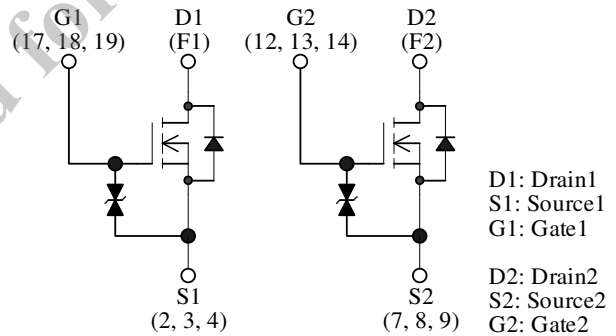 G1 D1 G2 D2
(17, 18, 19) (F1) (12, 13, 14) (F2)
D1: Drain1
S1: Source1
G1: Gate1
D2: Drain2
S2: Source2
G2: Gate2
S1 S2
(2, 3, 4) (7, 8, 9)